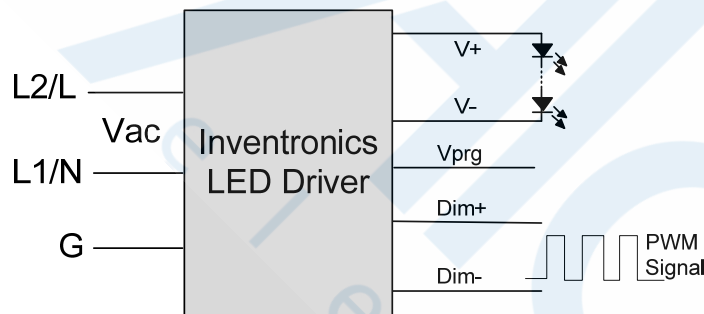 L2/L
Vac
L1/N
G
Inventronics
LED Driver
V+
V-
Vprg
Dim+
Dim-
PWM
Signal